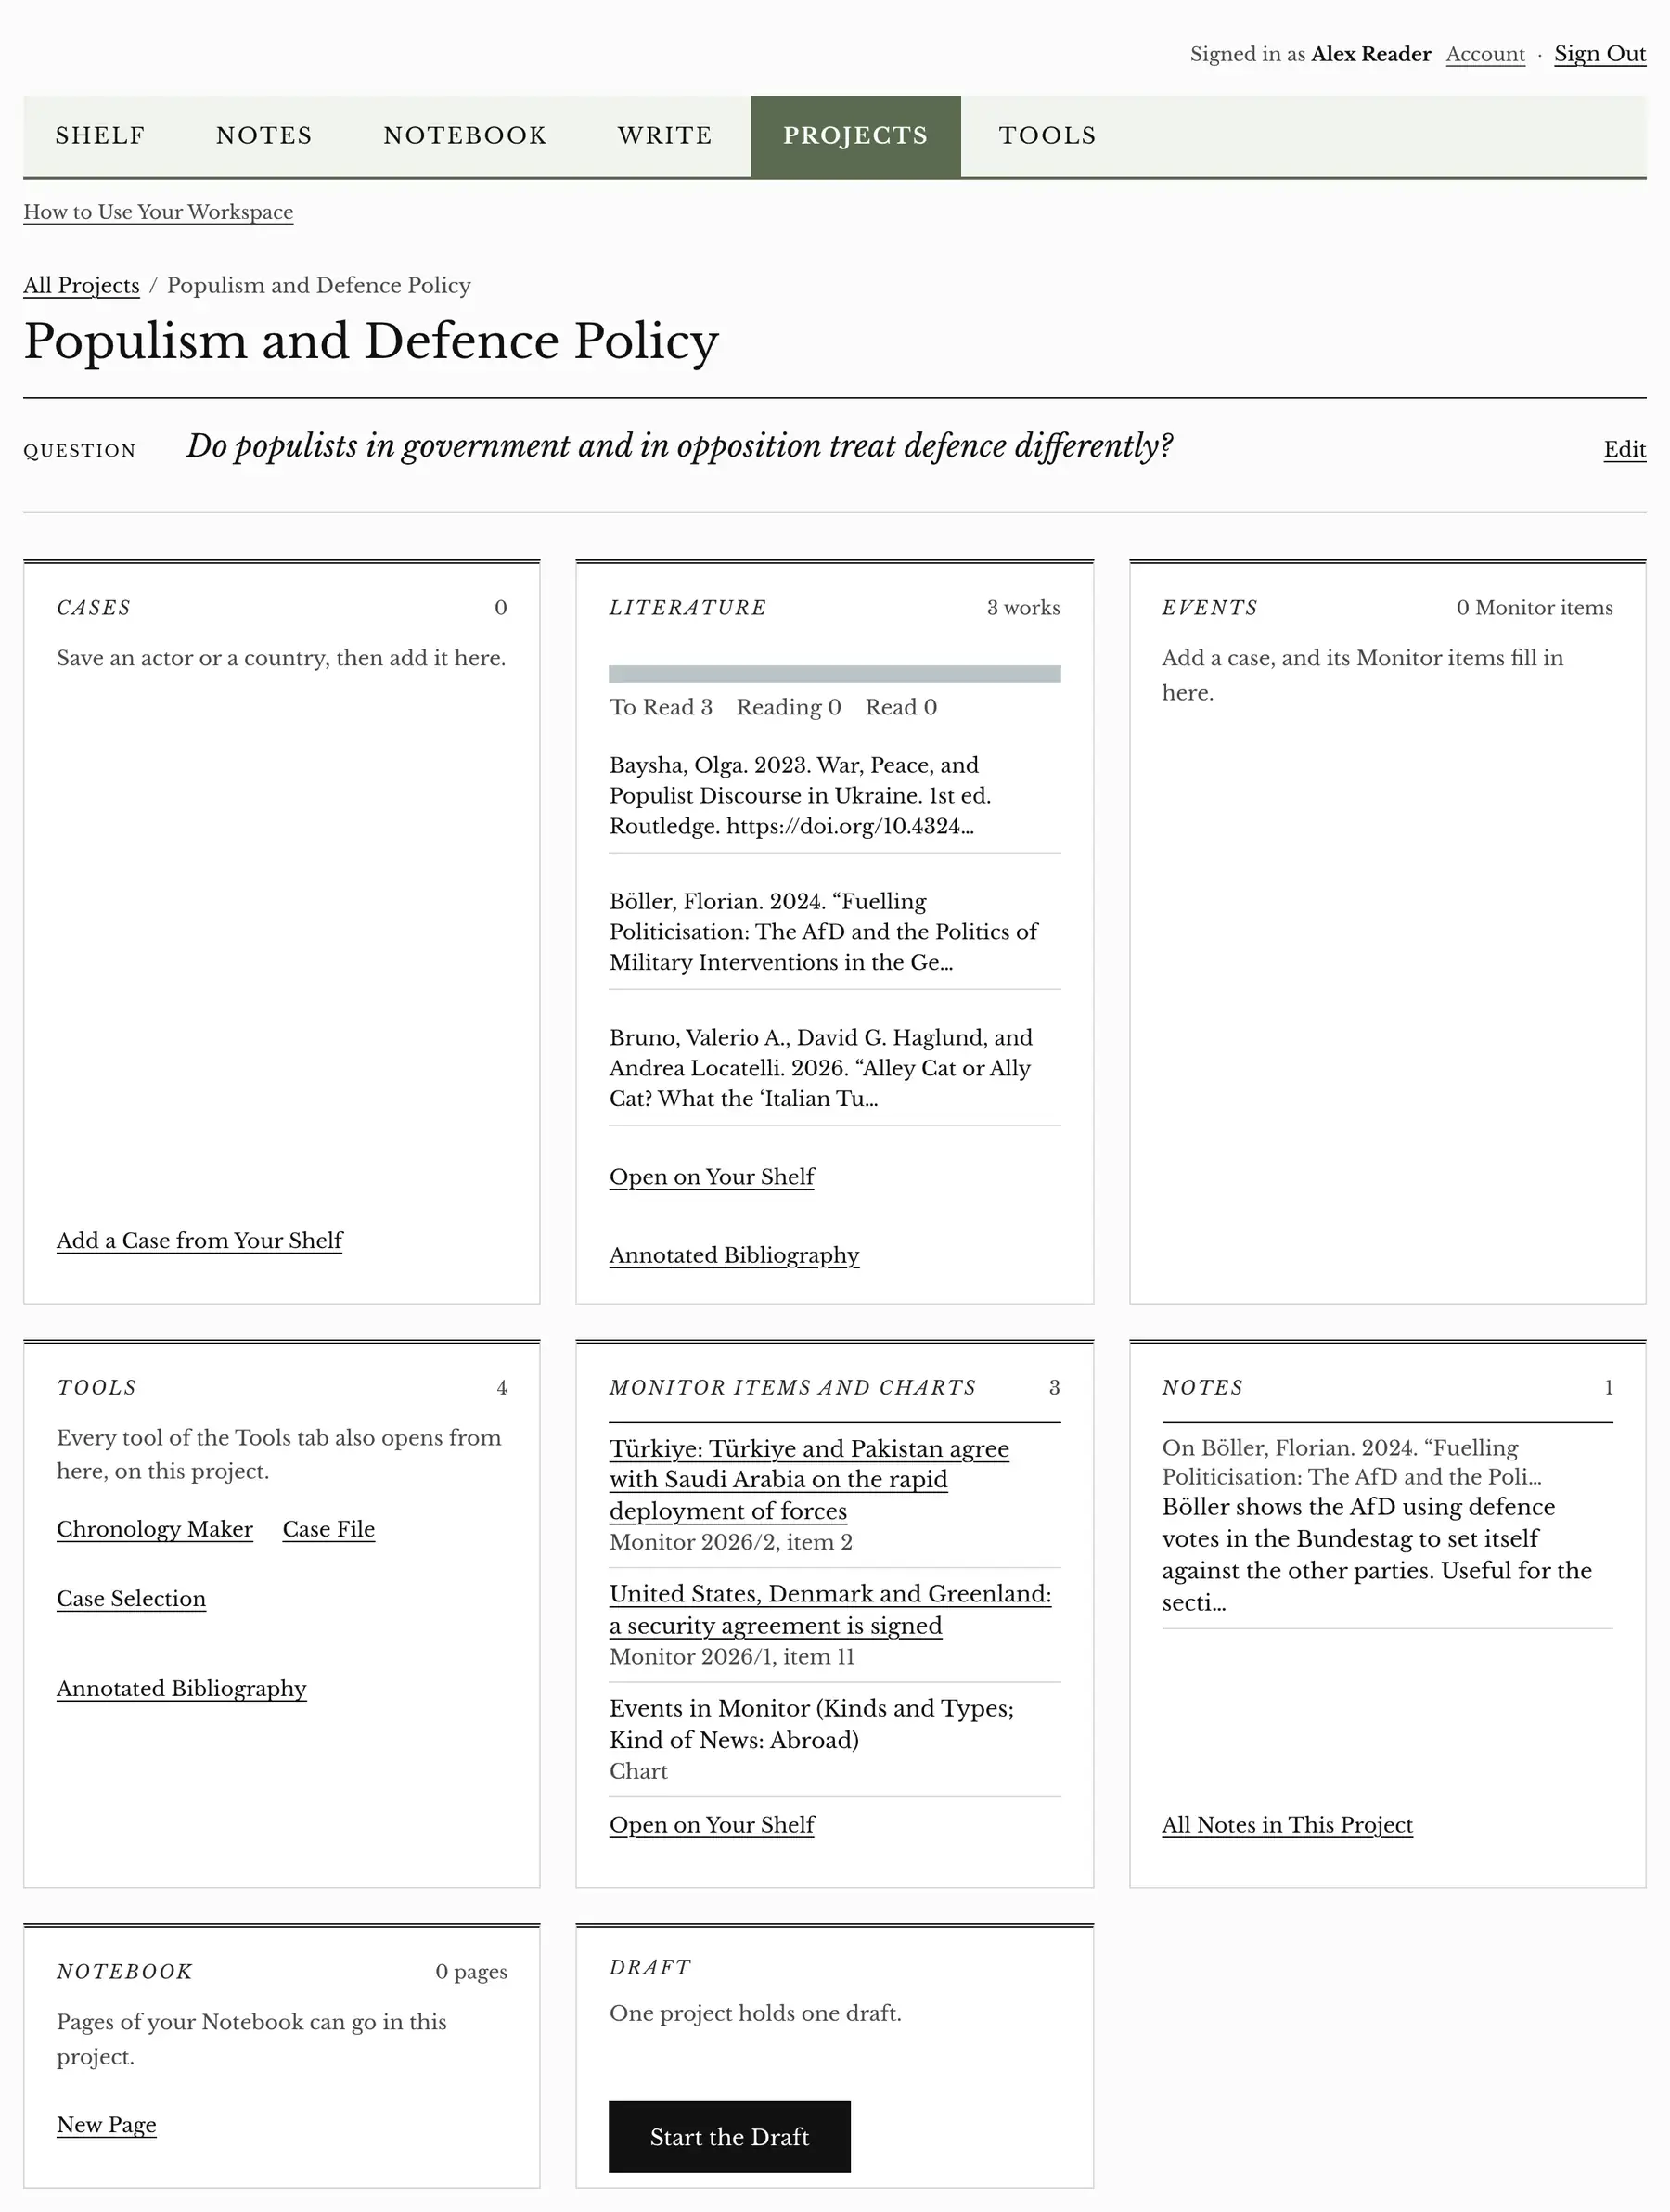 Signed in as Alex Reader Account · Sign Out
SHELF NOTES NOTEBOOK WRITE PROJECTS TOOLS
How to Use Your Workspace
All Projects / Populism and Defence Policy
Populism and Defence Policy
QUESTION Do populists in government and in opposition treat defence differently? Edit
CASES 0
Save an actor or a country, then add it here.
Add a Case from Your Shelf
LITERATURE 3 works
To Read 3 Reading 0 Read 0
Baysha, Olga. 2023. War, Peace, and
Populist Discourse in Ukraine. 1st ed.
Routledge. https://doi.org/10.4324…
Böller, Florian. 2024. “Fuelling
Politicisation: The AfD and the Politics of
Military Interventions in the Ge…
Bruno, Valerio A., David G. Haglund, and
Andrea Locatelli. 2026. “Alley Cat or Ally
Cat? What the ‘Italian Tu…
Open on Your Shelf
Annotated Bibliography
EVENTS 0 Monitor items
Add a case, and its Monitor items fill in
here.
TOOLS 4
Every tool of the Tools tab also opens from
here, on this project.
Chronology Maker Case File
Case Selection
Annotated Bibliography
MONITOR ITEMS AND CHARTS 3
Türkiye: Türkiye and Pakistan agree
with Saudi Arabia on the rapid
deployment of forces
Monitor 2026/2, item 2
United States, Denmark and Greenland:
a security agreement is signed
Monitor 2026/1, item 11
Events in Monitor (Kinds and Types;
Kind of News: Abroad)
Chart
Open on Your Shelf
NOTES 1
On Böller, Florian. 2024. “Fuelling
Politicisation: The AfD and the Poli…
Böller shows the AfD using defence
votes in the Bundestag to set itself
against the other parties. Useful for the
secti…
All Notes in This Project
NOTEBOOK 0 pages
Pages of your Notebook can go in this
project.
New Page
DRAFT
One project holds one draft.
Start the Draft